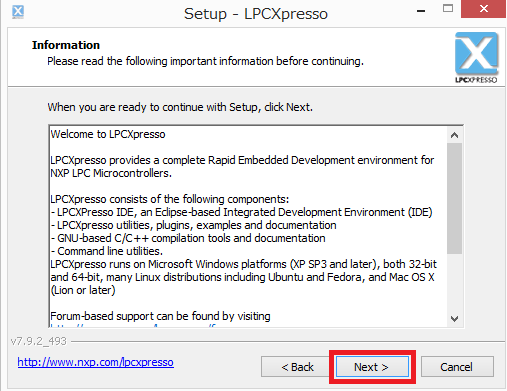 Setup - LPCXpresso
Information
Please read the following important information before continuing.
X
LPCXPRESSO
When you are ready to continue with Setup, click Next.
Welcome to LPCXpresso
LPCXpresso provides a complete Rapid Embedded Development environment for
NXP LPC Microcontrollers.
LPCXpresso consists of the following components:
- LPCXPresso IDE, an Eclipse-based Integrated Development Environment (IDE)
- LPCXpresso utilities, plugins, examples and documentation
- GNU-based C/C++ compilation tools and documentation
- Command line utilities.
LPCXpresso runs on Microsoft Windows platforms (XP SP3 and later), both 32-bit
and 64-bit, many Linux distributions including Ubuntu and Fedora, and Mac OS X
(Lion or later)
Forum-based support can be found by visiting
v7.9.2_493
http://www.nxp.com/lpcxpresso
< Back
Next >
Cancel